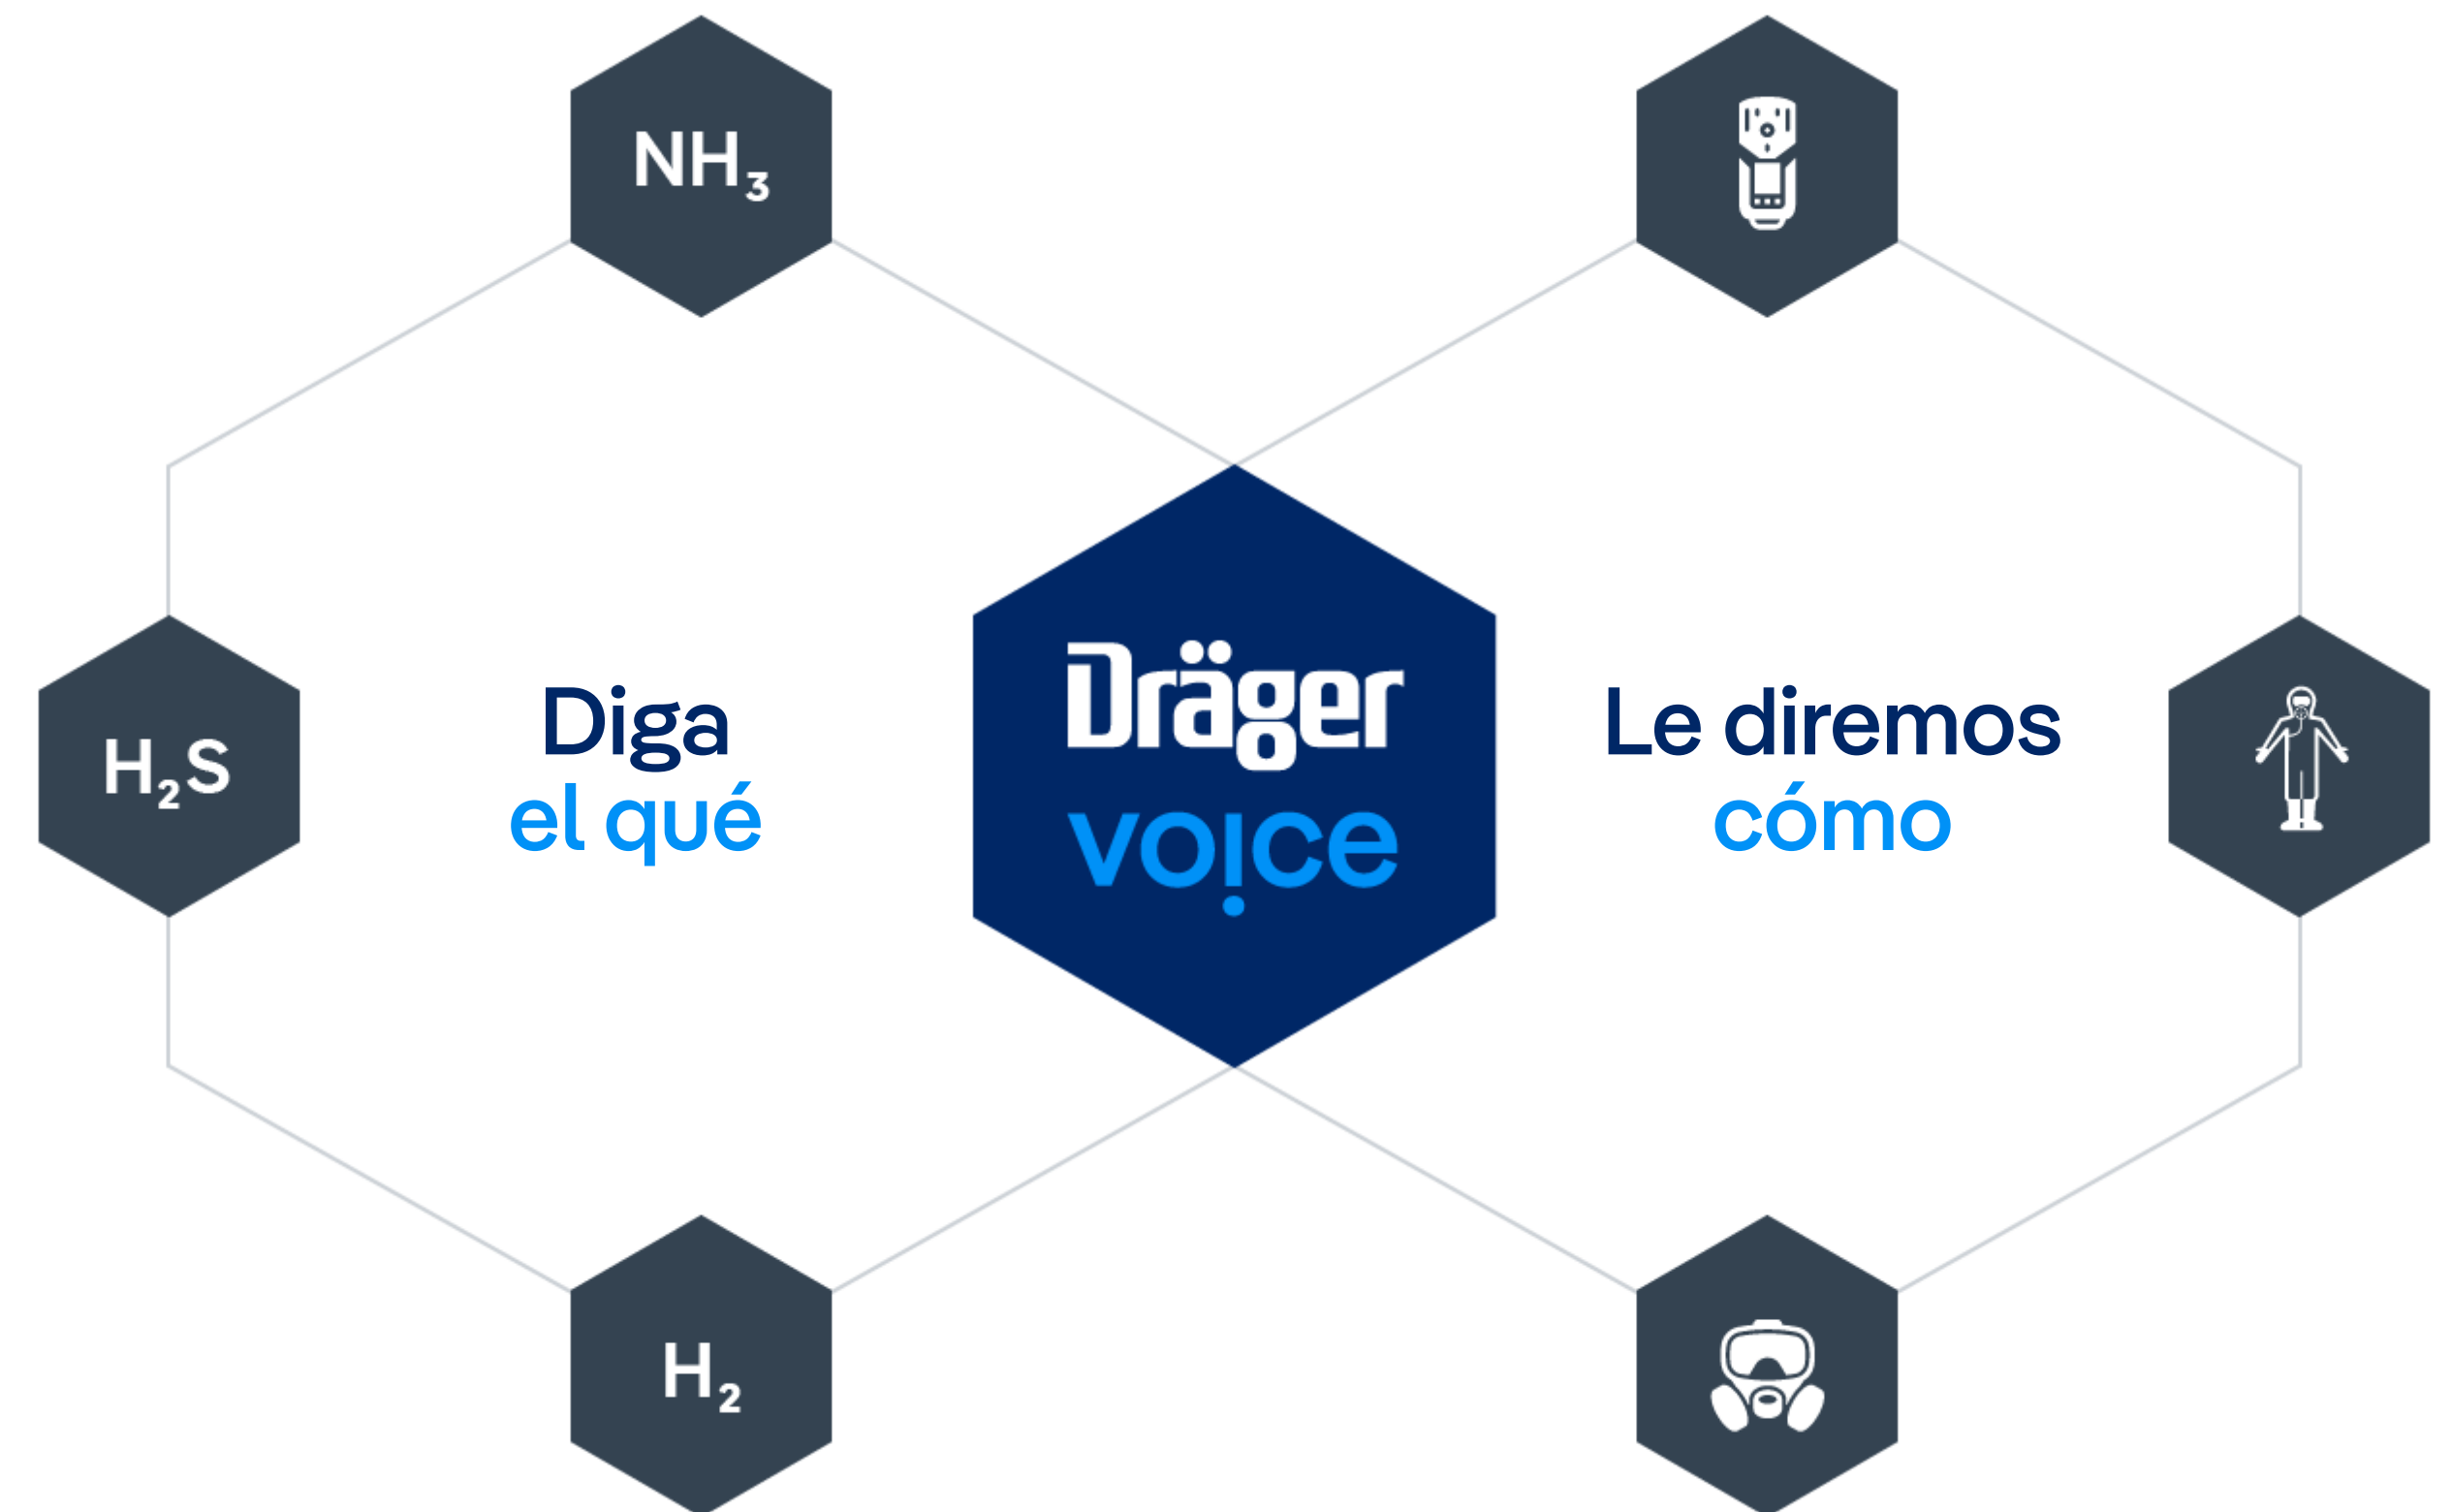 NH₃
H₂S
Diga
el qué
Dräger
voice
Le diremos
cómo
H₂